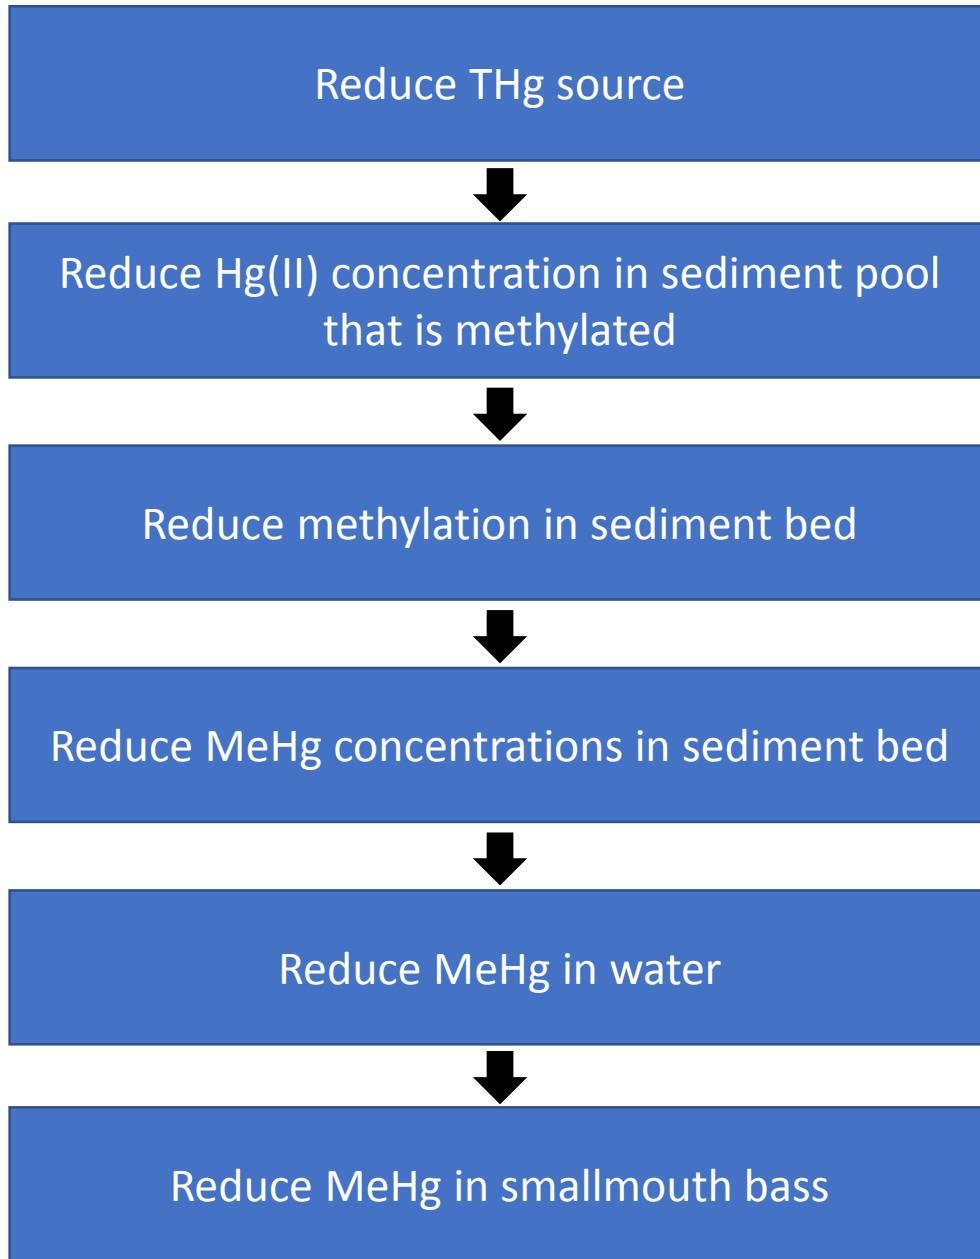 Reduce THg source
Reduce Hg(II) concentration in sediment pool
that is methylated
Reduce methylation in sediment bed
Reduce MeHg concentrations in sediment bed
Reduce MeHg in water
Reduce MeHg in smallmouth bass